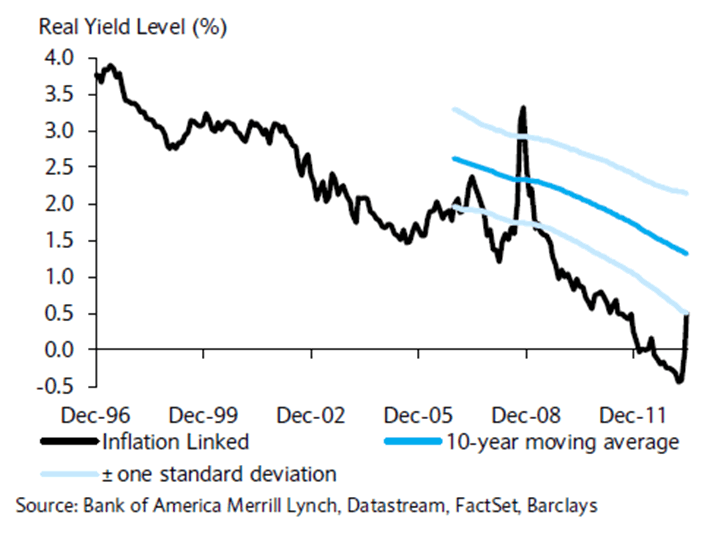 Real Yield Level (%)
4.0
3.5
3.0
2.5
2.0
1.5
1.0
0.5
0.0
-0.5
Dec-96 Dec-99 Dec-02 Dec-05 Dec-08 Dec-11
Inflation Linked 10-year moving average
± one standard deviation
Source: Bank of America Merrill Lynch, Datastream, FactSet, Barclays